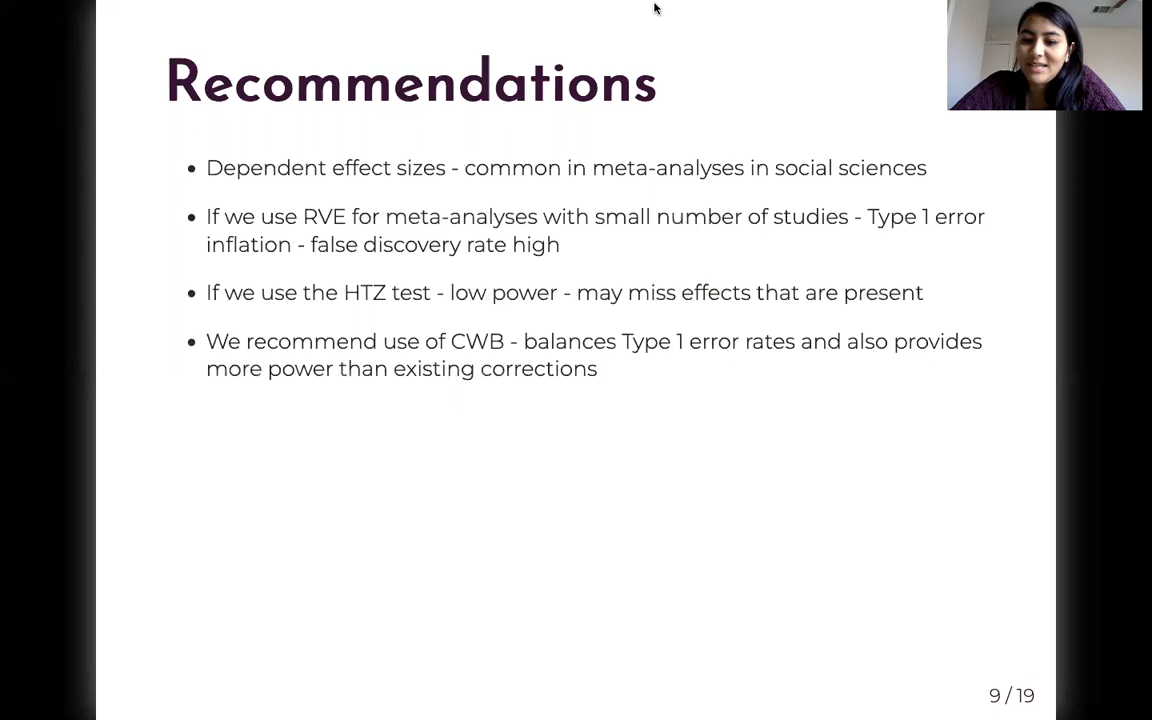 Recommendations
• Dependent effect sizes - common in meta-analyses in social sciences
• If we use RVE for meta-analyses with small number of studies - Type 1 error
inflation - false discovery rate high
• If we use the HTZ test - low power - may miss effects that are present
• We recommend use of CWB - balances Type 1 error rates and also provides
more power than existing corrections
9 / 19